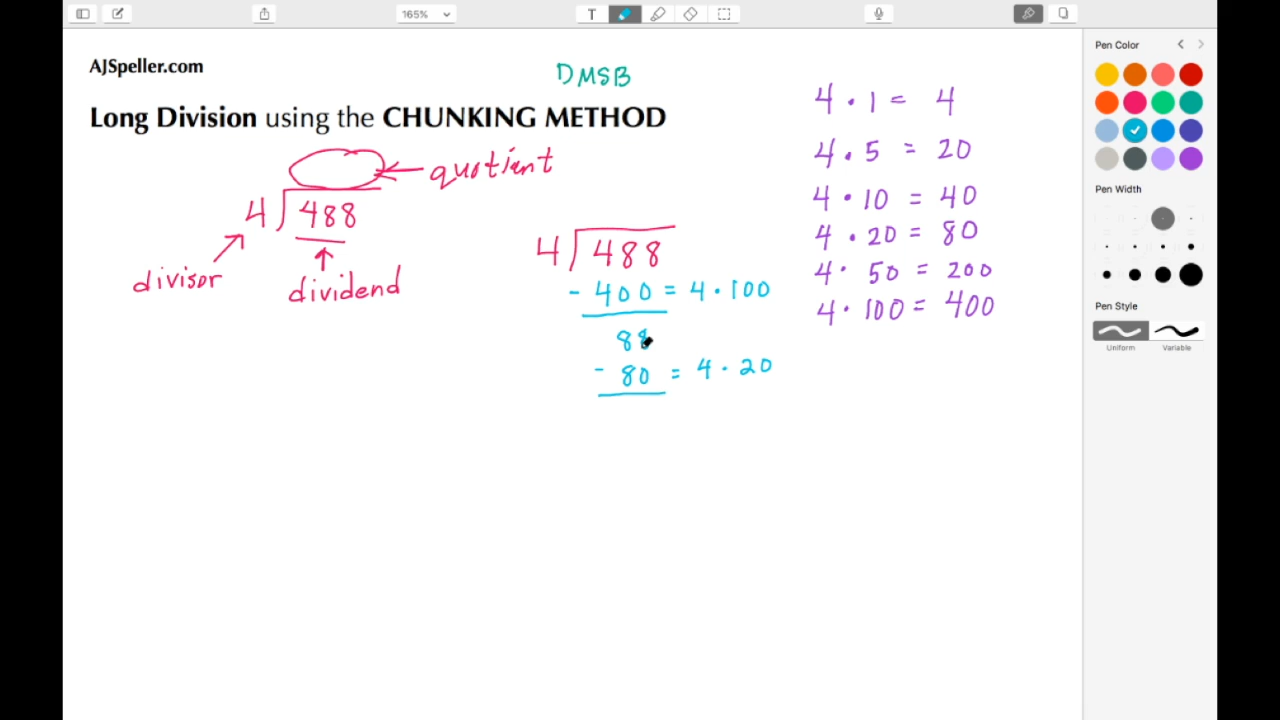 165%
T
AJSpeller.com
DMSB
Long Division using the CHUNKING METHOD
quotient
4 488
divisor
dividend
4 488
- 400 = 4 · 100
88
- 80 = 4 · 20
4 · 1 = 4
4 · 5 = 20
4 · 10 = 40
4 · 20 = 80
4 · 50 = 200
4 · 100 = 400
Pen Color
Pen Width
Pen Style
Uniform Variable